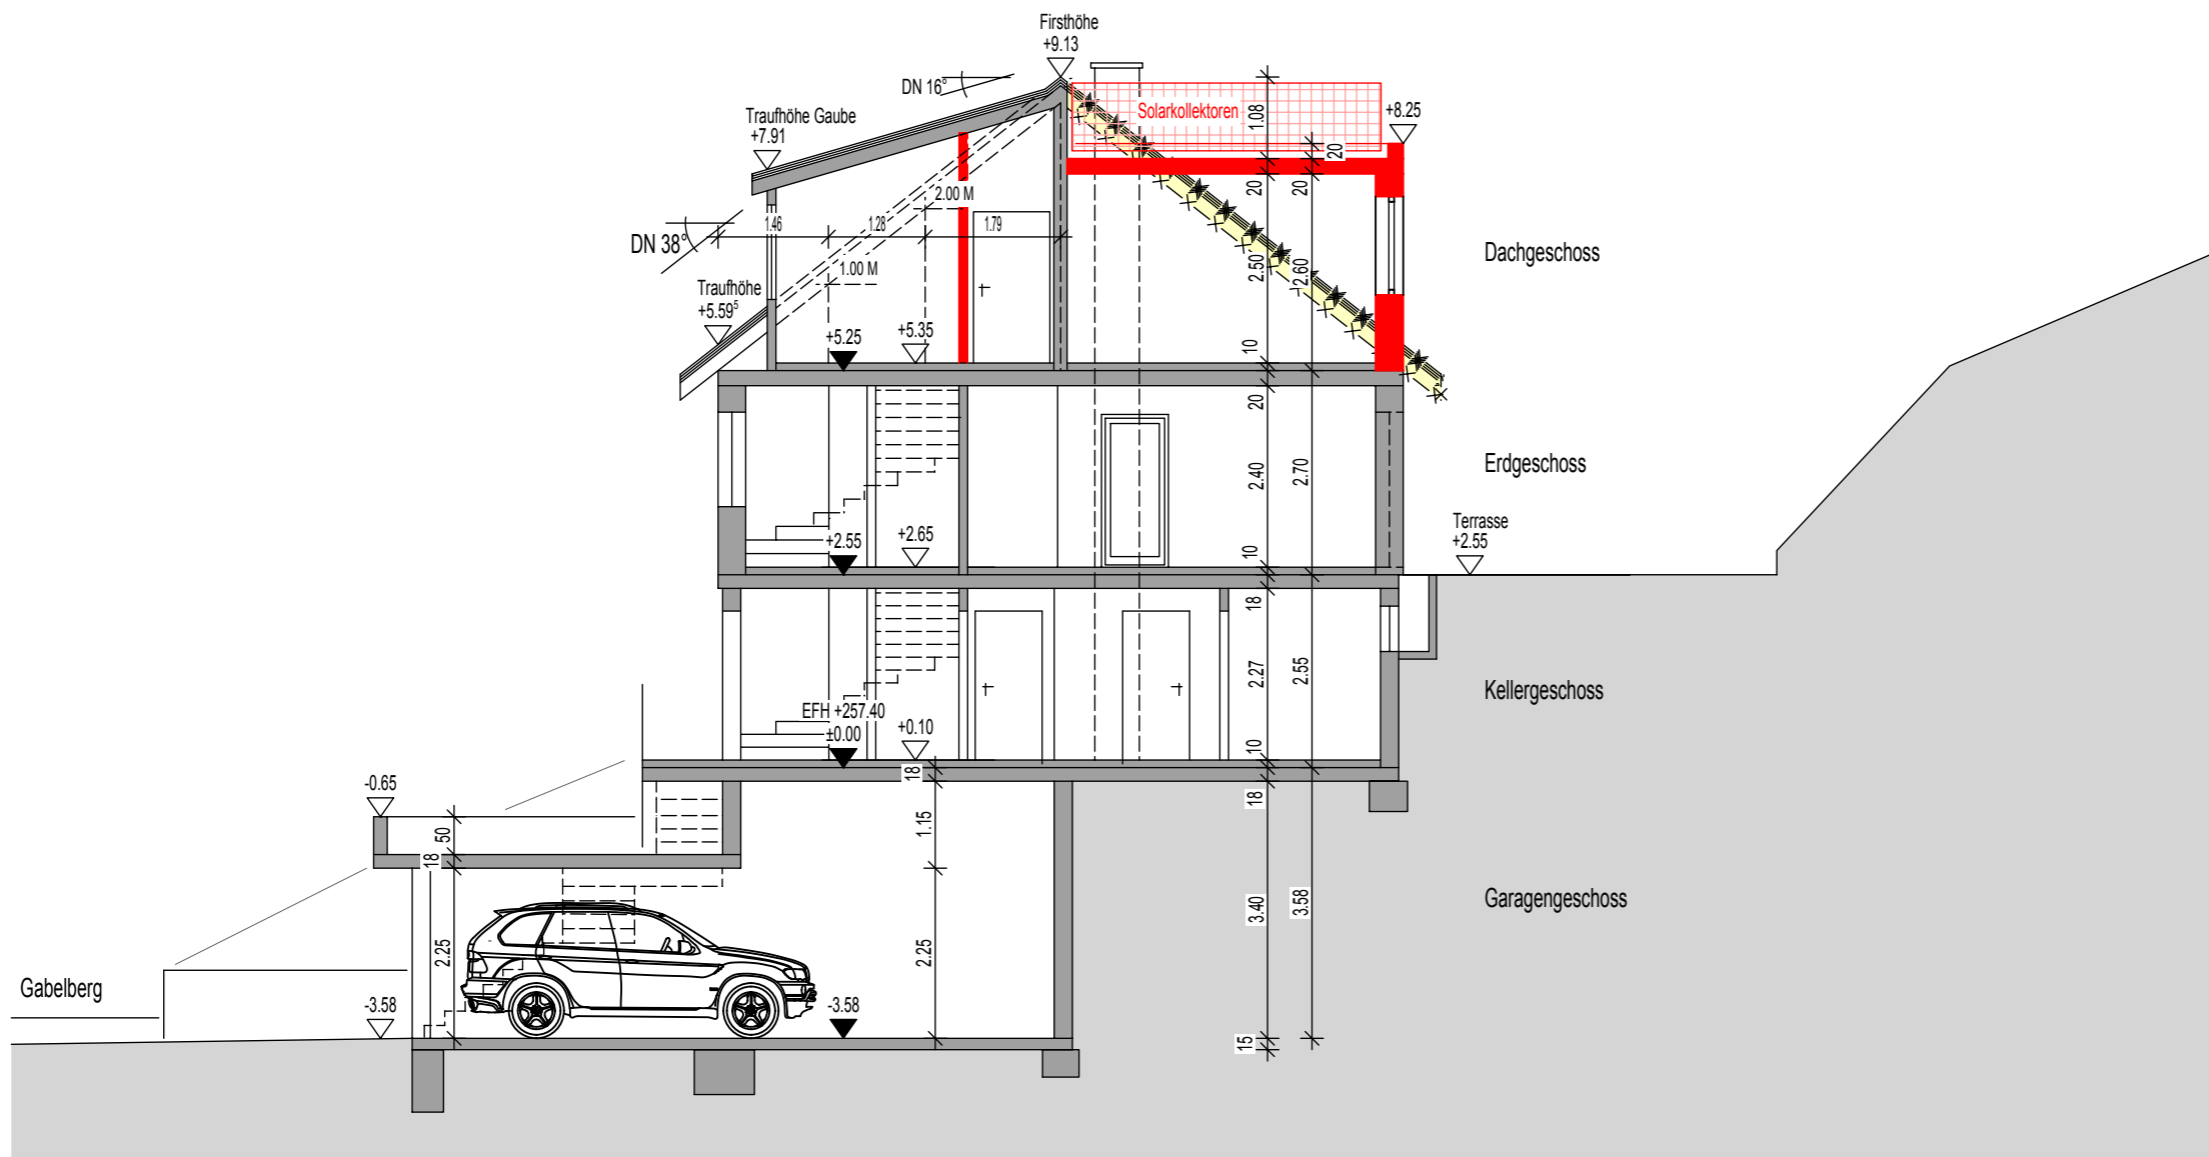 Firsthöhe
+9.13
DN 16°
Solarkollektoren
1.08
+8.25
Traufhöhe Gaube
+7.91
20
20
20
2.00 M
1.46
1.28
1.79
DN 38°
Dachgeschoss
1.00 M
2.50
2.60
Traufhöhe
+5.59⁵
+5.25
+5.35
10
20
Erdgeschoss
2.40
2.70
Terrasse
+2.55
+2.55
+2.65
10
18
Kellergeschoss
2.27
2.55
EFH +257.40
±0.00
+0.10
10
18
-0.65
18
50
18
1.15
3.40
3.58
Garagengeschoss
2.25
2.25
Gabelberg
-3.58
-3.58
15